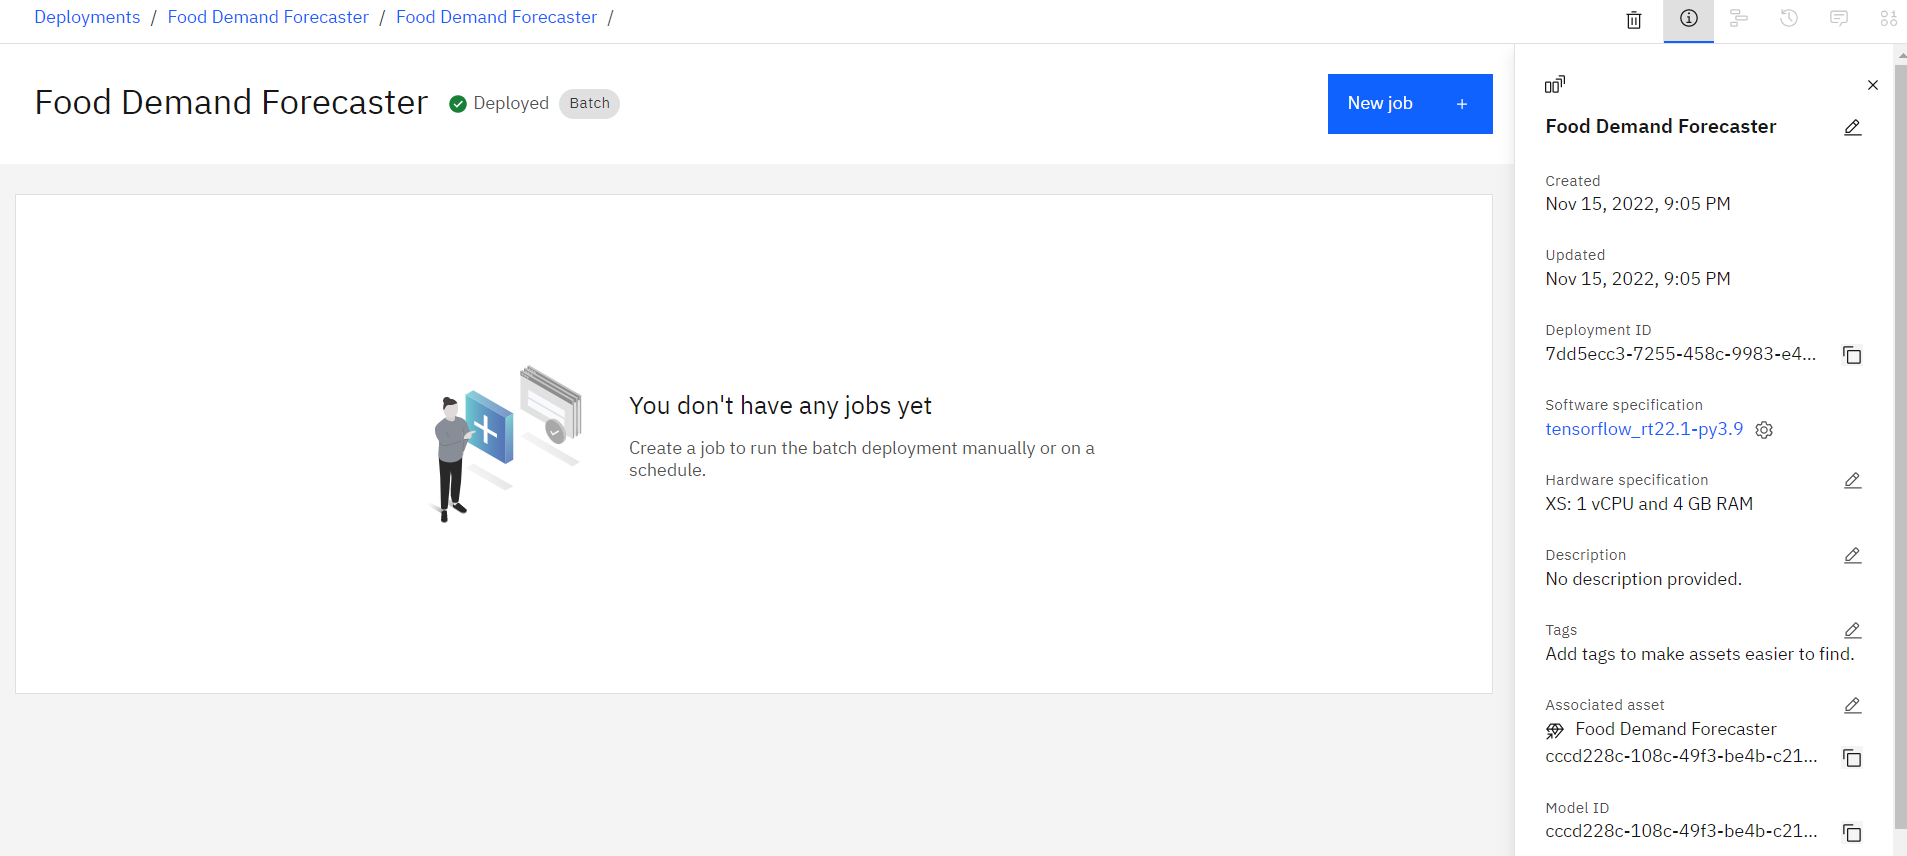 Deployments / Food Demand Forecaster / Food Demand Forecaster /
Food Demand Forecaster Deployed Batch
New job +
You don't have any jobs yet
Create a job to run the batch deployment manually or on a
schedule.
Food Demand Forecaster
Created
Nov 15, 2022, 9:05 PM
Updated
Nov 15, 2022, 9:05 PM
Deployment ID
7dd5ecc3-7255-458c-9983-e4...
Software specification
tensorflow_rt22.1-py3.9
Hardware specification
XS: 1 vCPU and 4 GB RAM
Description
No description provided.
Tags
Add tags to make assets easier to find.
Associated asset
Food Demand Forecaster
cccd228c-108c-49f3-be4b-c21...
Model ID
cccd228c-108c-49f3-be4b-c21...